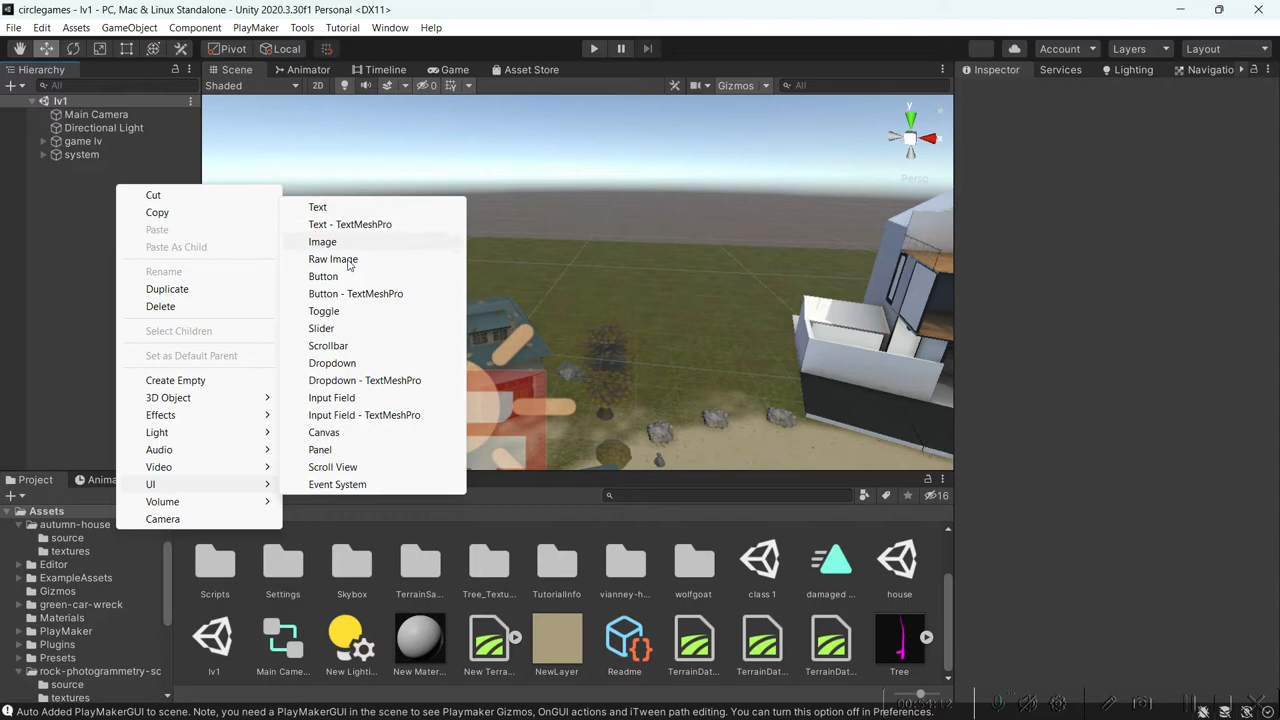 circlegames - lv1 - PC, Mac & Linux Standalone - Unity 2020.3.30f1 Personal <DX11>
File Edit Assets GameObject Component PlayMaker Tools Tutorial Window Help
Pivot Local Account Layers Layout
Hierarchy Scene Animator Timeline Game Asset Store Inspector Services Lighting Navigatio
All Shaded 2D 0 Gizmos All
lv1
Main Camera
Directional Light
game lv
system
y
x
Persp
Cut
Copy
Paste
Paste As Child
Rename
Duplicate
Delete
Select Children
Set as Default Parent
Create Empty
3D Object
Effects
Light
Audio
Video
UI
Volume
Camera
Text
Text - TextMeshPro
Image
Raw Image
Button
Button - TextMeshPro
Toggle
Slider
Scrollbar
Dropdown
Dropdown - TextMeshPro
Input Field
Input Field - TextMeshPro
Canvas
Panel
Scroll View
Event System
Project Anima
16
Assets
autumn-house
source
textures
Editor
ExampleAssets
Gizmos
green-car-wreck
Materials
PlayMaker
Plugins
Presets
rock-photogrammetry-sc
source
textures
Scripts Settings Skybox TerrainSa... Tree_Textu... TutorialInfo vianney-h... wolfgoat class 1 damaged ... house
lv1 Main Came... New Lighti... New Mater... New Terra... NewLayer Readme TerrainDat... TerrainDat... TerrainDat... Tree
00:54:12
Auto Added PlayMakerGUI to scene. Note, you need a PlayMakerGUI in the scene to see PlayMaker Gizmos, OnGUI actions and iTween path editing. You can turn this option off in Preferences.